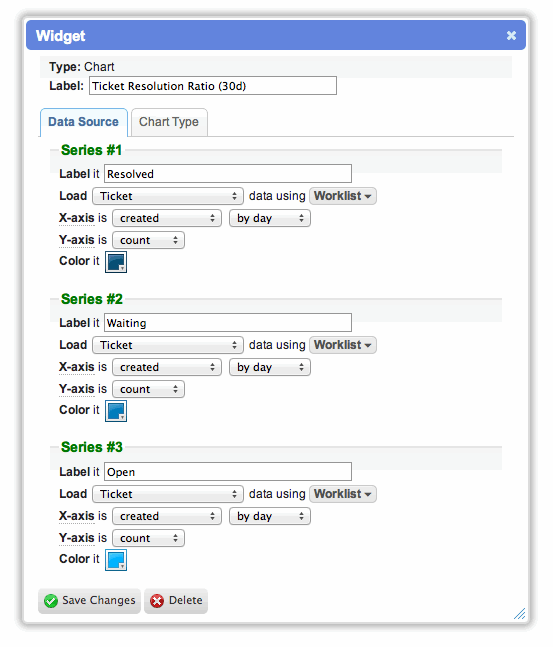 Widget
Type: Chart
Label: Ticket Resolution Ratio (30d)
Data Source Chart Type
Series #1
Label it Resolved
Load Ticket data using Worklist
X-axis is created by day
Y-axis is count
Color it
Series #2
Label it Waiting
Load Ticket data using Worklist
X-axis is created by day
Y-axis is count
Color it
Series #3
Label it Open
Load Ticket data using Worklist
X-axis is created by day
Y-axis is count
Color it
Save Changes Delete